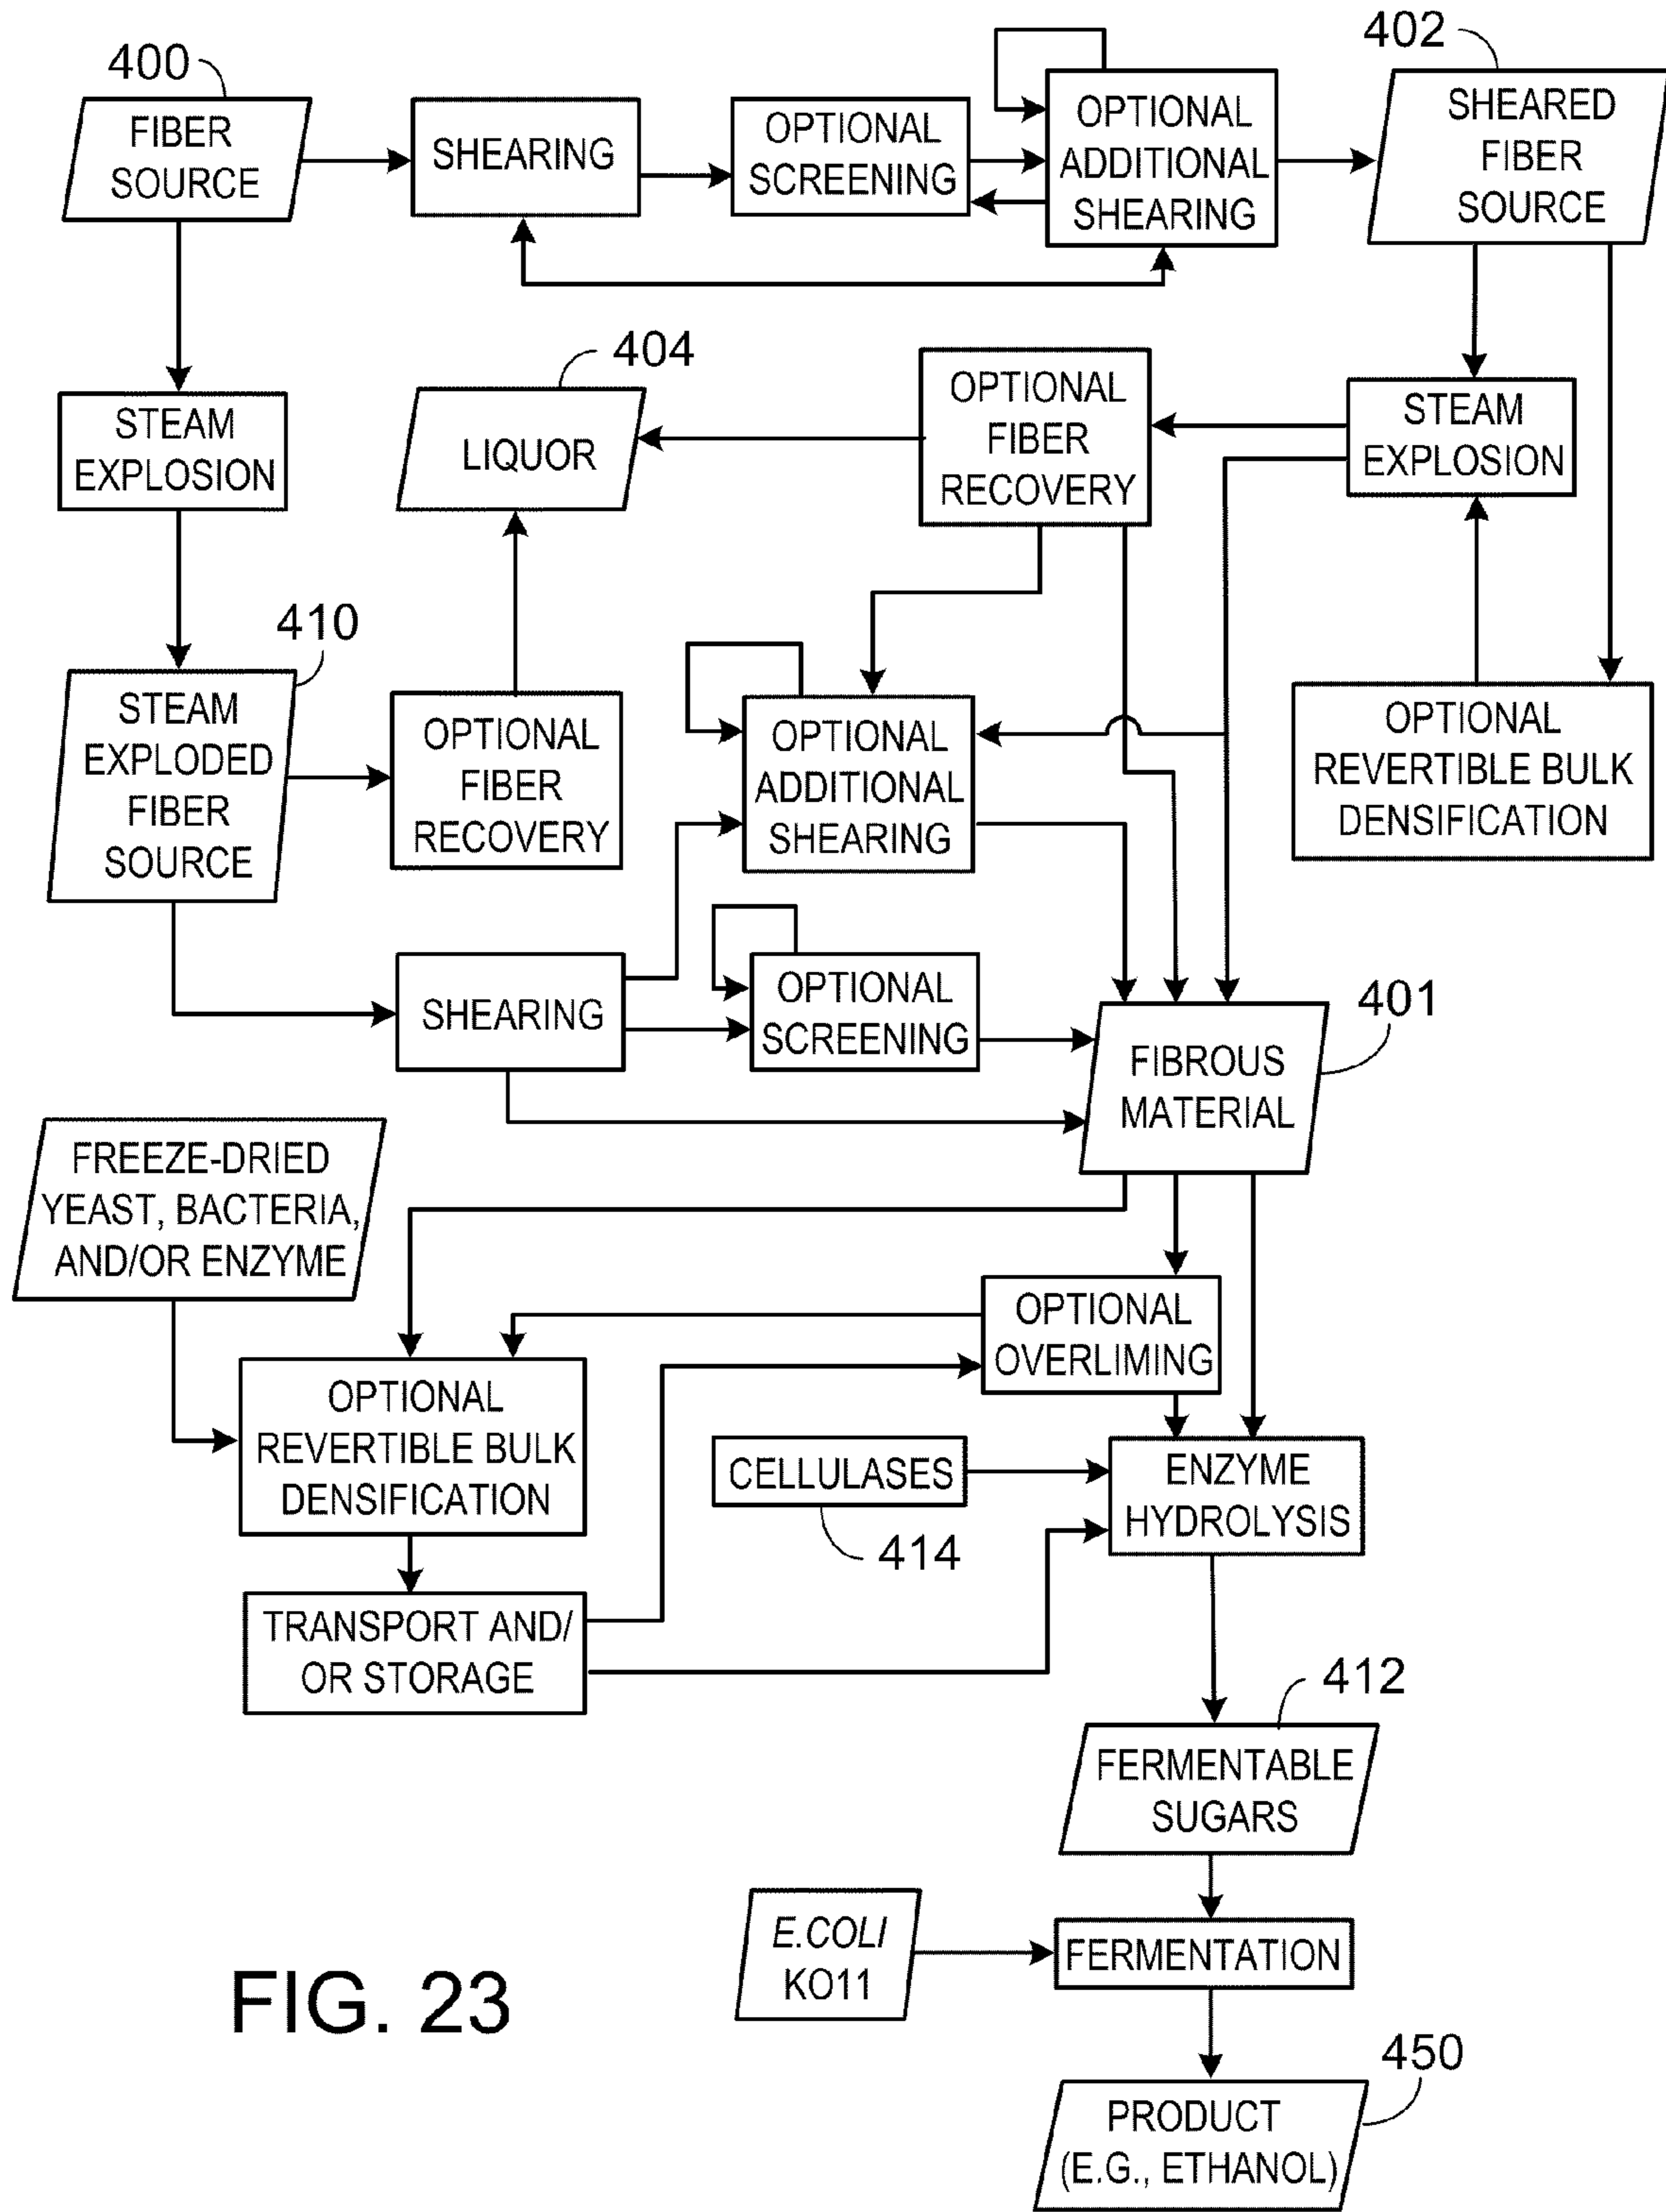 400
FIBER
SOURCE
SHEARING
OPTIONAL
SCREENING
OPTIONAL
ADDITIONAL
SHEARING
402
SHEARED
FIBER
SOURCE
STEAM
EXPLOSION
404
LIQUOR
OPTIONAL
FIBER
RECOVERY
STEAM
EXPLOSION
410
STEAM
EXPLODED
FIBER
SOURCE
OPTIONAL
FIBER
RECOVERY
OPTIONAL
ADDITIONAL
SHEARING
OPTIONAL
REVERTIBLE BULK
DENSIFICATION
SHEARING
OPTIONAL
SCREENING
401
FIBROUS
MATERIAL
FREEZE-DRIED
YEAST, BACTERIA,
AND/OR ENZYME
OPTIONAL
OVERLIMING
OPTIONAL
REVERTIBLE BULK
DENSIFICATION
CELLULASES
414
ENZYME
HYDROLYSIS
TRANSPORT AND/
OR STORAGE
412
FERMENTABLE
SUGARS
E.COLI
KO11
FERMENTATION
FIG. 23
450
PRODUCT
(E.G., ETHANOL)